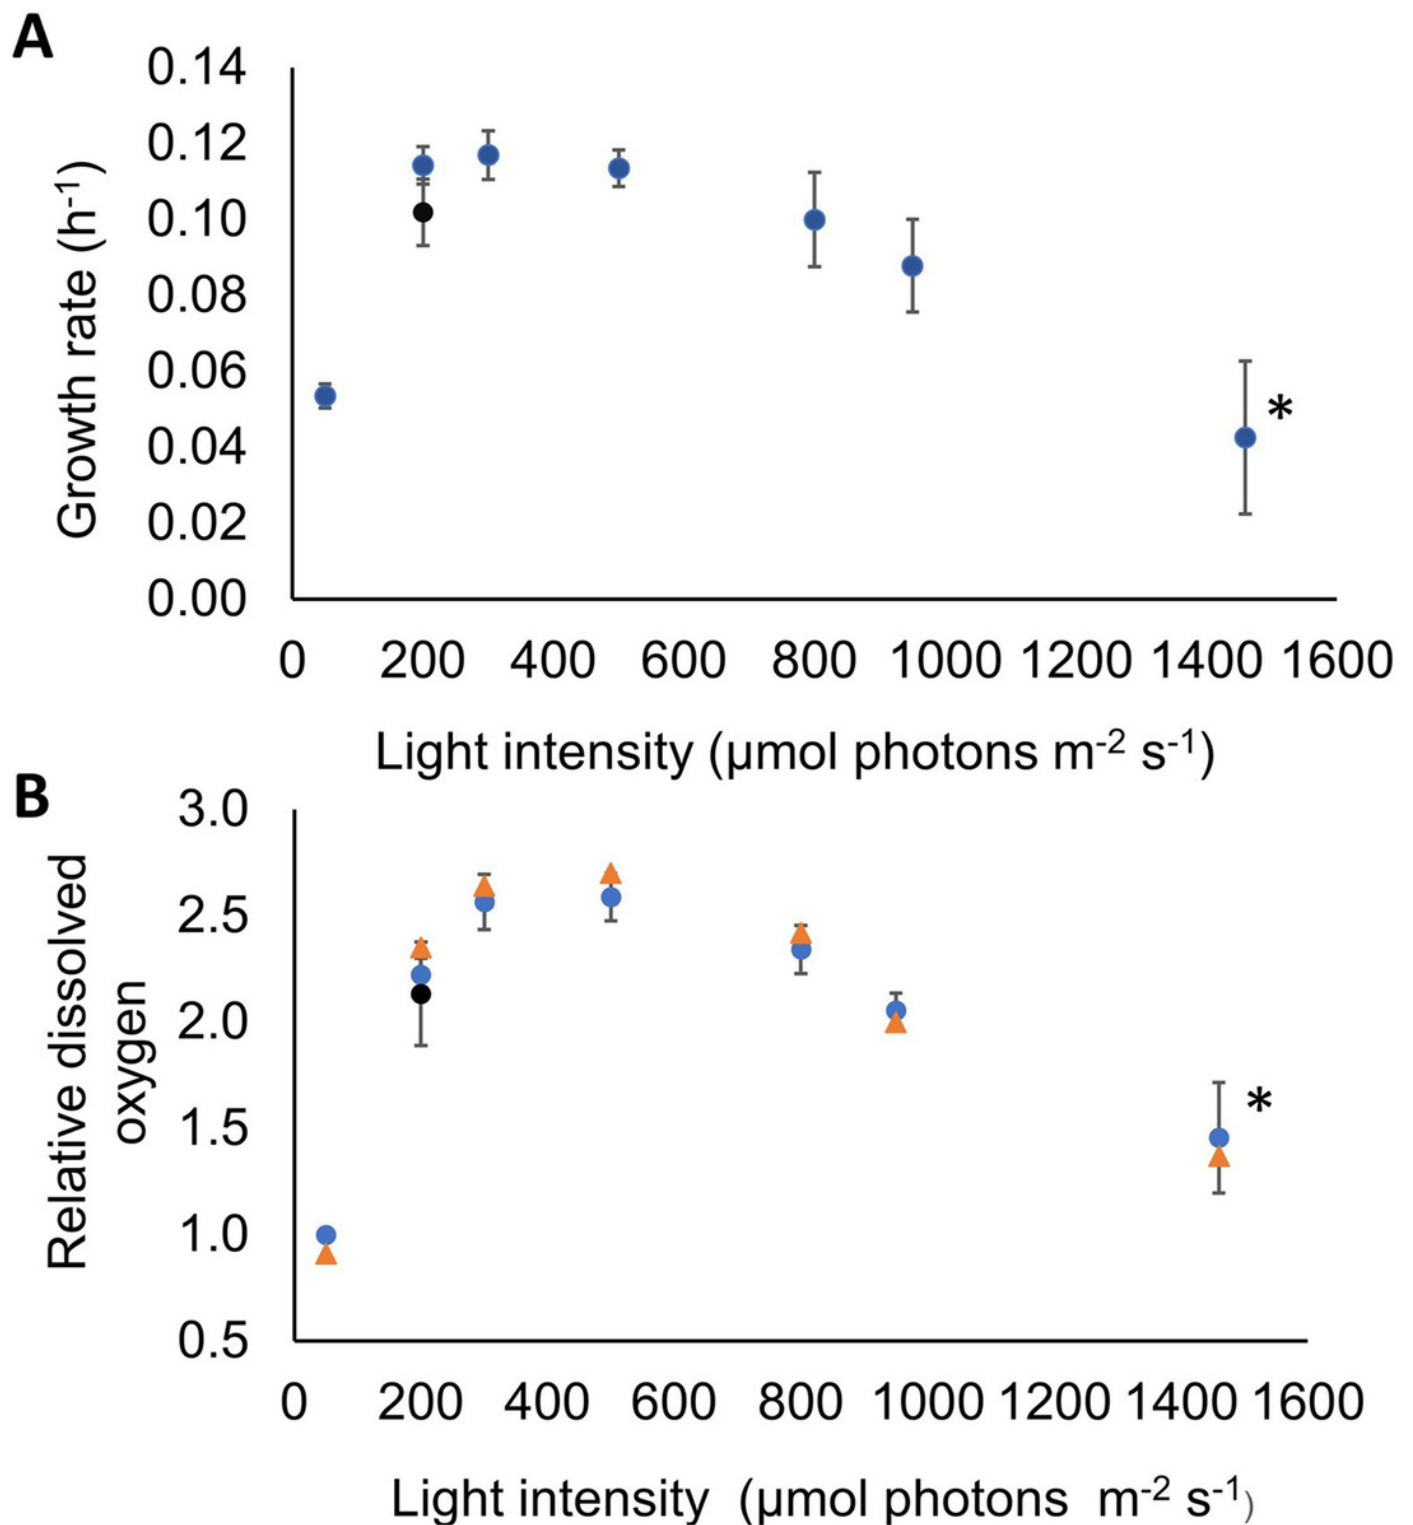 A
0.14
0.12
0.10
0.08
0.06
0.04
0.02
0.00
Growth rate (h⁻¹)
*
0 200 400 600 800 1000 1200 1400 1600
Light intensity (µmol photons m⁻² s⁻¹)
B
3.0
2.5
2.0
1.5
1.0
0.5
Relative dissolved
oxygen
*
0 200 400 600 800 1000 1200 1400 1600
Light intensity (µmol photons m⁻² s⁻¹)